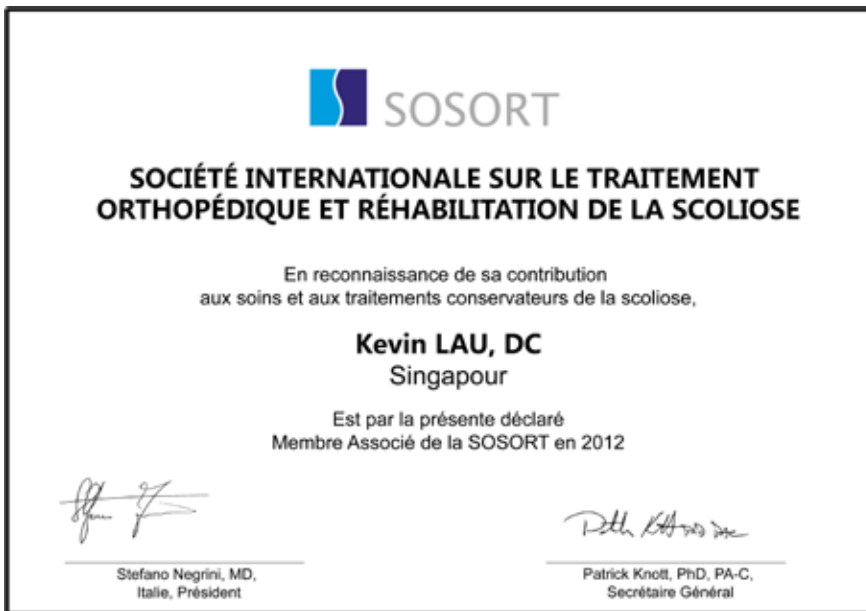 SOSORT
SOCIÉTÉ INTERNATIONALE SUR LE TRAITEMENT
ORTHOPÉDIQUE ET RÉHABILITATION DE LA SCOLIOSE
En reconnaissance de sa contribution
aux soins et aux traitements conservateurs de la scoliose,
Kevin LAU, DC
Singapour
Est par la présente déclaré
Membre Associé de la SOSORT en 2012
Stefano Negrini, MD,
Italie, Président
Patrick Knott, PhD, PA-C,
Secrétaire Général